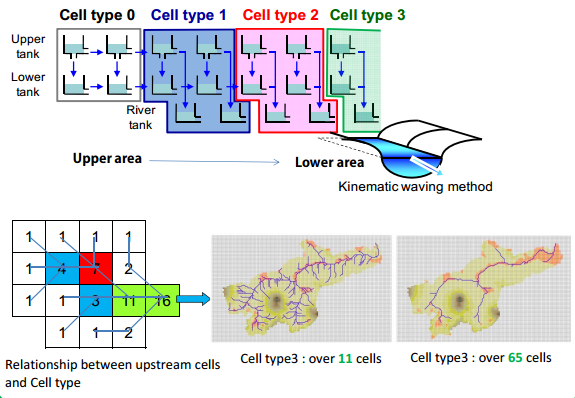 Cell type 0 Cell type 1 Cell type 2 Cell type 3
Upper
tank
Lower
tank
River
tank
Upper area
Lower area
Kinematic waving method
1 1 1 1
1 4 7 2
1 1 3 11 16
1 1 2
Relationship between upstream cells
and Cell type
Cell type3 : over 11 cells
Cell type3 : over 65 cells